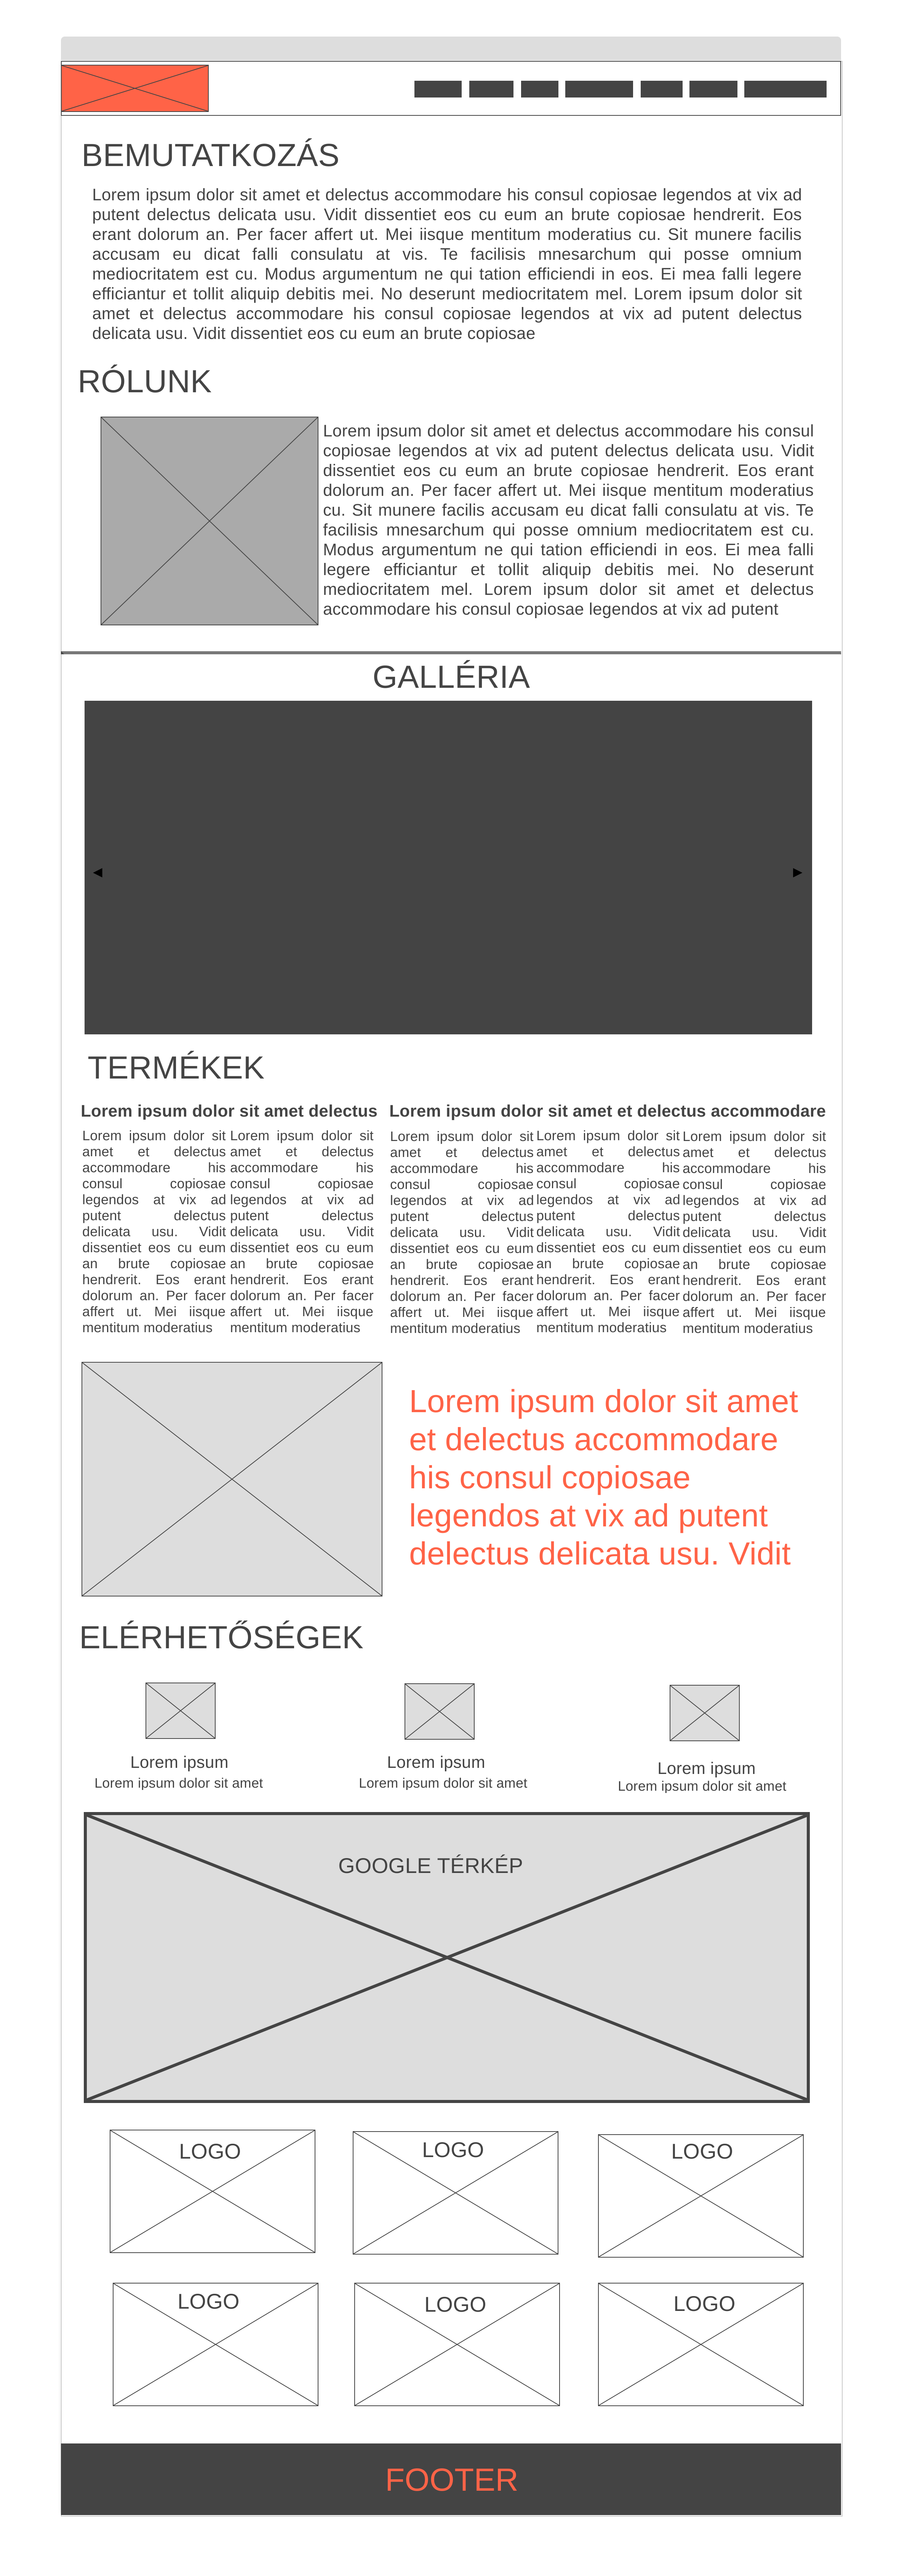 BEMUTATKOZÁS
Lorem ipsum dolor sit amet et delectus accommodare his consul copiosae legendos at vix ad
putent delectus delicata usu. Vidit dissentiet eos cu eum an brute copiosae hendrerit. Eos
erant dolorum an. Per facer affert ut. Mei iisque mentitum moderatius cu. Sit munere facilis
accusam eu dicat falli consulatu at vis. Te facilisis mnesarchum qui posse omnium
mediocritatem est cu. Modus argumentum ne qui tation efficiendi in eos. Ei mea falli legere
efficiantur et tollit aliquip debitis mei. No deserunt mediocritatem mel. Lorem ipsum dolor sit
amet et delectus accommodare his consul copiosae legendos at vix ad putent delectus
delicata usu. Vidit dissentiet eos cu eum an brute copiosae
RÓLUNK
Lorem ipsum dolor sit amet et delectus accommodare his consul
copiosae legendos at vix ad putent delectus delicata usu. Vidit
dissentiet eos cu eum an brute copiosae hendrerit. Eos erant
dolorum an. Per facer affert ut. Mei iisque mentitum moderatius
cu. Sit munere facilis accusam eu dicat falli consulatu at vis. Te
facilisis mnesarchum qui posse omnium mediocritatem est cu.
Modus argumentum ne qui tation efficiendi in eos. Ei mea falli
legere efficiantur et tollit aliquip debitis mei. No deserunt
mediocritatem mel. Lorem ipsum dolor sit amet et delectus
accommodare his consul copiosae legendos at vix ad putent
GALLÉRIA
TERMÉKEK
Lorem ipsum dolor sit amet delectus
Lorem ipsum dolor sit
amet et delectus
accommodare his
consul copiosae
legendos at vix ad
putent delectus
delicata usu. Vidit
dissentiet eos cu eum
an brute copiosae
hendrerit. Eos erant
dolorum an. Per facer
affert ut. Mei iisque
mentitum moderatius
Lorem ipsum dolor sit
amet et delectus
accommodare his
consul copiosae
legendos at vix ad
putent delectus
delicata usu. Vidit
dissentiet eos cu eum
an brute copiosae
hendrerit. Eos erant
dolorum an. Per facer
affert ut. Mei iisque
mentitum moderatius
Lorem ipsum dolor sit amet et delectus accommodare
Lorem ipsum dolor sit
amet et delectus
accommodare his
consul copiosae
legendos at vix ad
putent delectus
delicata usu. Vidit
dissentiet eos cu eum
an brute copiosae
hendrerit. Eos erant
dolorum an. Per facer
affert ut. Mei iisque
mentitum moderatius
Lorem ipsum dolor sit
amet et delectus
accommodare his
consul copiosae
legendos at vix ad
putent delectus
delicata usu. Vidit
dissentiet eos cu eum
an brute copiosae
hendrerit. Eos erant
dolorum an. Per facer
affert ut. Mei iisque
mentitum moderatius
Lorem ipsum dolor sit
amet et delectus
accommodare his
consul copiosae
legendos at vix ad
putent delectus
delicata usu. Vidit
dissentiet eos cu eum
an brute copiosae
hendrerit. Eos erant
dolorum an. Per facer
affert ut. Mei iisque
mentitum moderatius
Lorem ipsum dolor sit amet
et delectus accommodare
his consul copiosae
legendos at vix ad putent
delectus delicata usu. Vidit
ELÉRHETŐSÉGEK
Lorem ipsum
Lorem ipsum dolor sit amet
Lorem ipsum
Lorem ipsum dolor sit amet
Lorem ipsum
Lorem ipsum dolor sit amet
GOOGLE TÉRKÉP
LOGO
LOGO
LOGO
LOGO
LOGO
LOGO
FOOTER